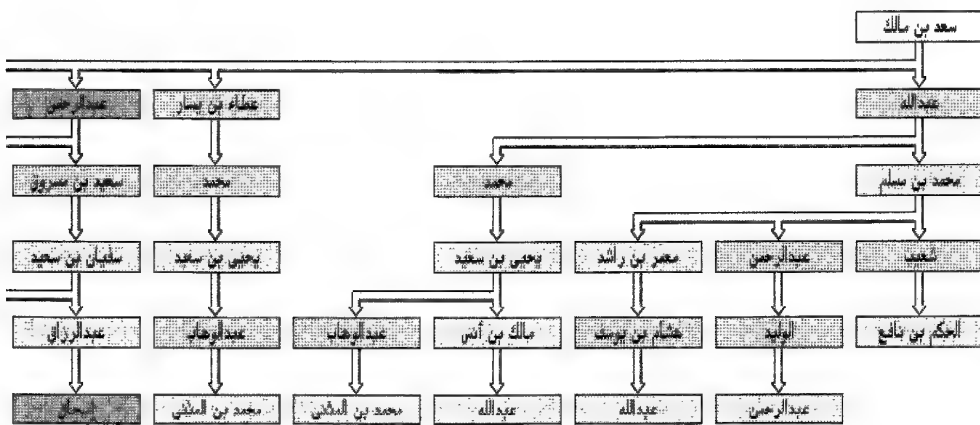 سعد بن مالك
عبدالله
عطاء بن يسار
عبدالرحمن
محمد بن مسلم
محمد
محمد
سعيد بن مسروق
شعيب
عبدالرحمن
معمر بن راشد
يحيى بن سعيد
يحيى بن سعيد
سفيان بن سعيد
الحكم بن نافع
الوليد
هشام بن يوسف
مالك بن أنس
عبدالوهاب
عبدالوهاب
عبدالرزاق
عبدالرحمن
عبدالله
عبدالله
محمد بن المثنى
محمد بن المثنى
إسحاق